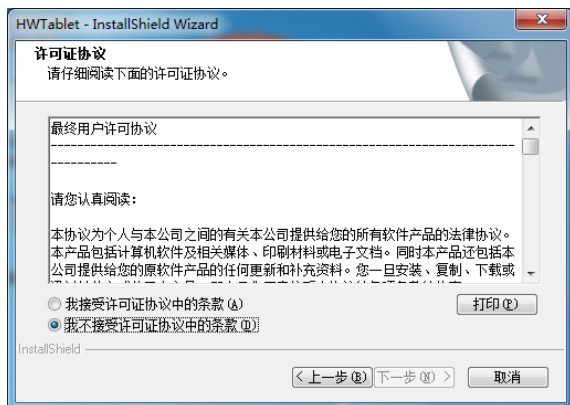 HWTablet - InstallShield Wizard
许可证协议
请仔细阅读下面的许可证协议。
最终用户许可协议
--------------------------------------------------------------------------------
----------
请您认真阅读：
本协议为个人与本公司之间的有关本公司提供给您的所有软件产品的法律协议。
本产品包括计算机软件及相关媒体、印刷材料或电子文档。同时本产品还包括本
公司提供给您的原软件产品的任何更新和补充资料。您一旦安装、复制、下载或
我接受许可证协议中的条款(A)
打印(P)
我不接受许可证协议中的条款(D)
InstallShield
< 上一步(B)
下一步(N) >
取消